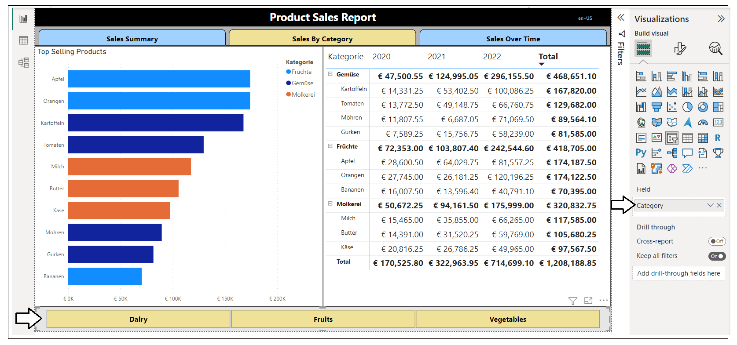 Product Sales Report
en-US
Sales Summary
Sales By Category
Sales Over Time
Top Selling Products
Kategorie
Früchte
Gemüse
Molkerei
Apfel
Orangen
Kartoffeln
Tomaten
Milch
Butter
Käse
Möhren
Gurken
Bananen
€ 0K € 50K € 100K € 150K € 200K
Kategorie 2020 2021 2022 Total
Gemüse € 47,500.55 € 124,995.05 € 296,155.50 € 468,651.10
Kartoffeln € 14,331.25 € 53,402.50 € 100,086.25 € 167,820.00
Tomaten € 13,772.50 € 49,148.75 € 66,760.75 € 129,682.00
Möhren € 11,807.55 € 6,687.05 € 71,069.50 € 89,564.10
Gurken € 7,589.25 € 15,756.75 € 58,239.00 € 81,585.00
Früchte € 72,353.00 € 103,807.40 € 242,544.60 € 418,705.00
Apfel € 28,600.50 € 64,029.75 € 81,557.25 € 174,187.50
Orangen € 27,745.00 € 26,181.25 € 120,196.25 € 174,122.50
Bananen € 16,007.50 € 13,596.40 € 40,791.10 € 70,395.00
Molkerei € 50,672.25 € 94,161.50 € 175,999.00 € 320,832.75
Milch € 15,465.00 € 35,855.00 € 66,265.00 € 117,585.00
Butter € 14,391.00 € 31,520.25 € 59,769.00 € 105,680.25
Käse € 20,816.25 € 26,786.25 € 49,965.00 € 97,567.50
Total € 170,525.80 € 322,963.95 € 714,699.10 € 1,208,188.85
Dairy
Fruits
Vegetables
Filters
Visualizations
Build visual
R
Py
Field
Category
Drill through
Cross-report
Off
Keep all filters
On
Add drill-through fields here